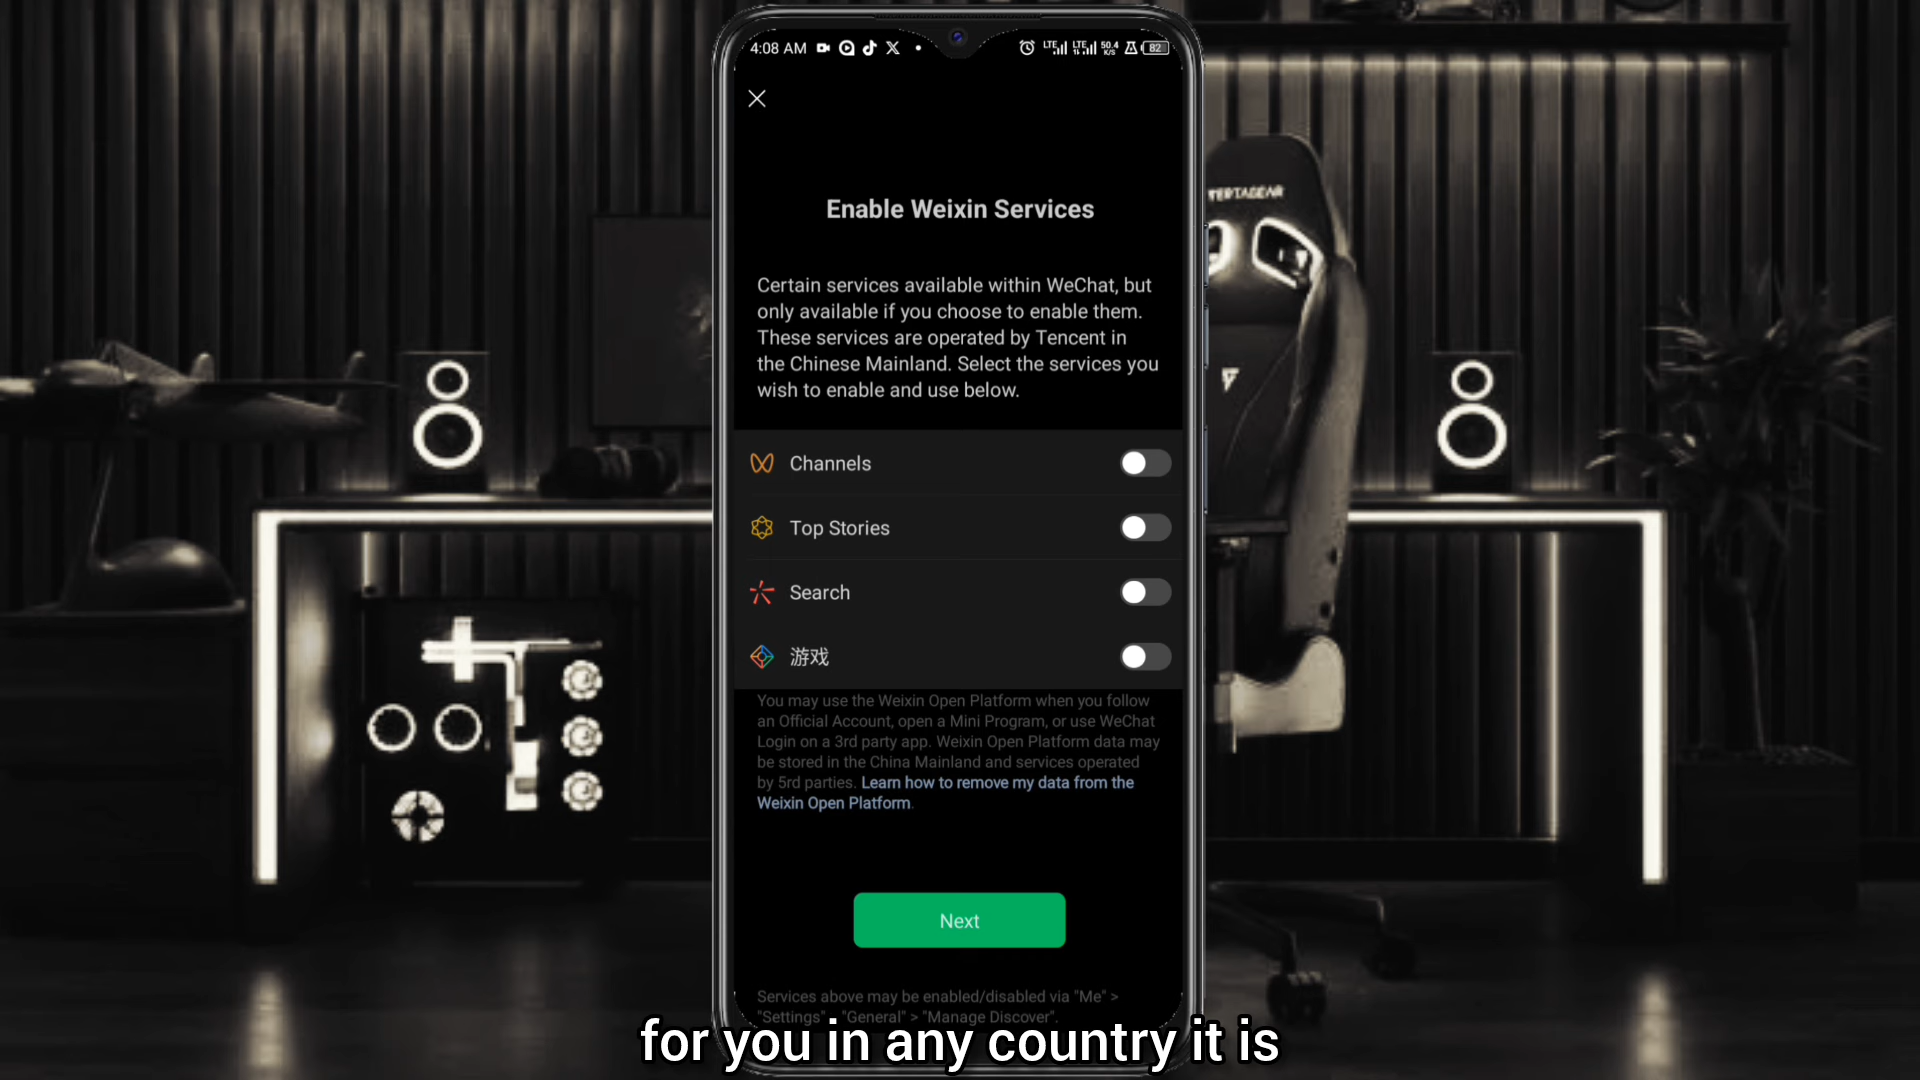 4:08 AM
LTE LTE 50.4 K/S 82
Enable Weixin Services
Certain services available within WeChat, but
only available if you choose to enable them.
These services are operated by Tencent in
the Chinese Mainland. Select the services you
wish to enable and use below.
Channels
Top Stories
Search
游戏
You may use the Weixin Open Platform when you follow
an Official Account, open a Mini Program, or use WeChat
Login on a 3rd party app. Weixin Open Platform data may
be stored in the China Mainland and services operated
by 5rd parties. Learn how to remove my data from the
Weixin Open Platform.
Next
Services above may be enabled/disabled via "Me" >
"Settings" "General" > "Manage Discover".
for you in any country it is